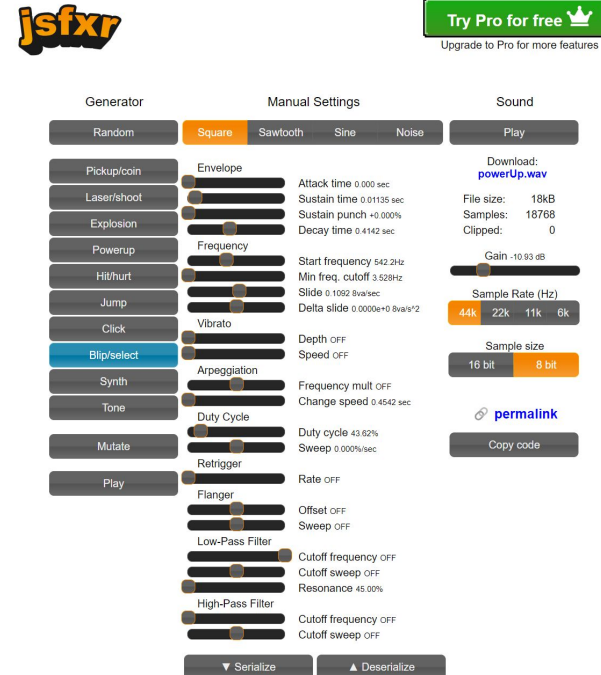 jsfxr
Try Pro for free
Upgrade to Pro for more features
Generator
Random
Pickup/coin
Laser/shoot
Explosion
Powerup
Hit/hurt
Jump
Click
Blip/select
Synth
Tone
Mutate
Play
Manual Settings
Square Sawtooth Sine Noise
Envelope
Attack time 0.000 sec
Sustain time 0.01135 sec
Sustain punch +0.000%
Decay time 0.4142 sec
Frequency
Start frequency 542.2Hz
Min freq. cutoff 3.528Hz
Slide 0.1092 8va/sec
Delta slide 0.0000e+0 8va/s^2
Vibrato
Depth OFF
Speed OFF
Arpeggiation
Frequency mult OFF
Change speed 0.4542 sec
Duty Cycle
Duty cycle 43.62%
Sweep 0.000%/sec
Retrigger
Rate OFF
Flanger
Offset OFF
Sweep OFF
Low-Pass Filter
Cutoff frequency OFF
Cutoff sweep OFF
Resonance 45.00%
High-Pass Filter
Cutoff frequency OFF
Cutoff sweep OFF
▼ Serialize ▲ Deserialize
Sound
Play
Download:
powerUp.wav
File size: 18kB
Samples: 18768
Clipped: 0
Gain -10.93 dB
Sample Rate (Hz)
44k 22k 11k 6k
Sample size
16 bit 8 bit
permalink
Copy code